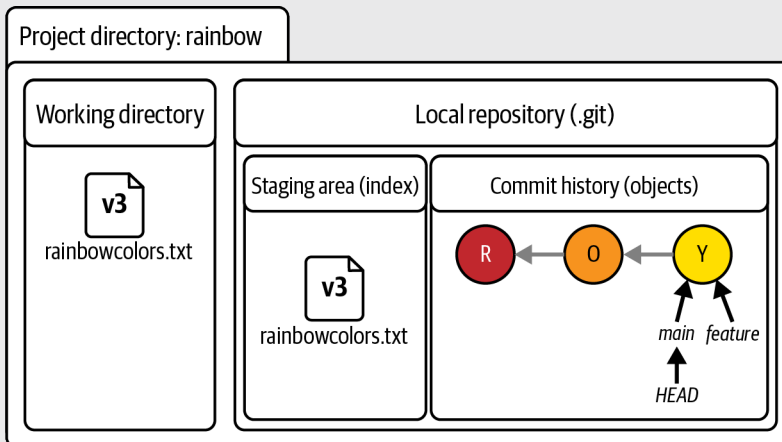 Project directory: rainbow
Working directory
v3
rainbowcolors.txt
Local repository (.git)
Staging area (index)
v3
rainbowcolors.txt
Commit history (objects)
R O Y
main feature
HEAD